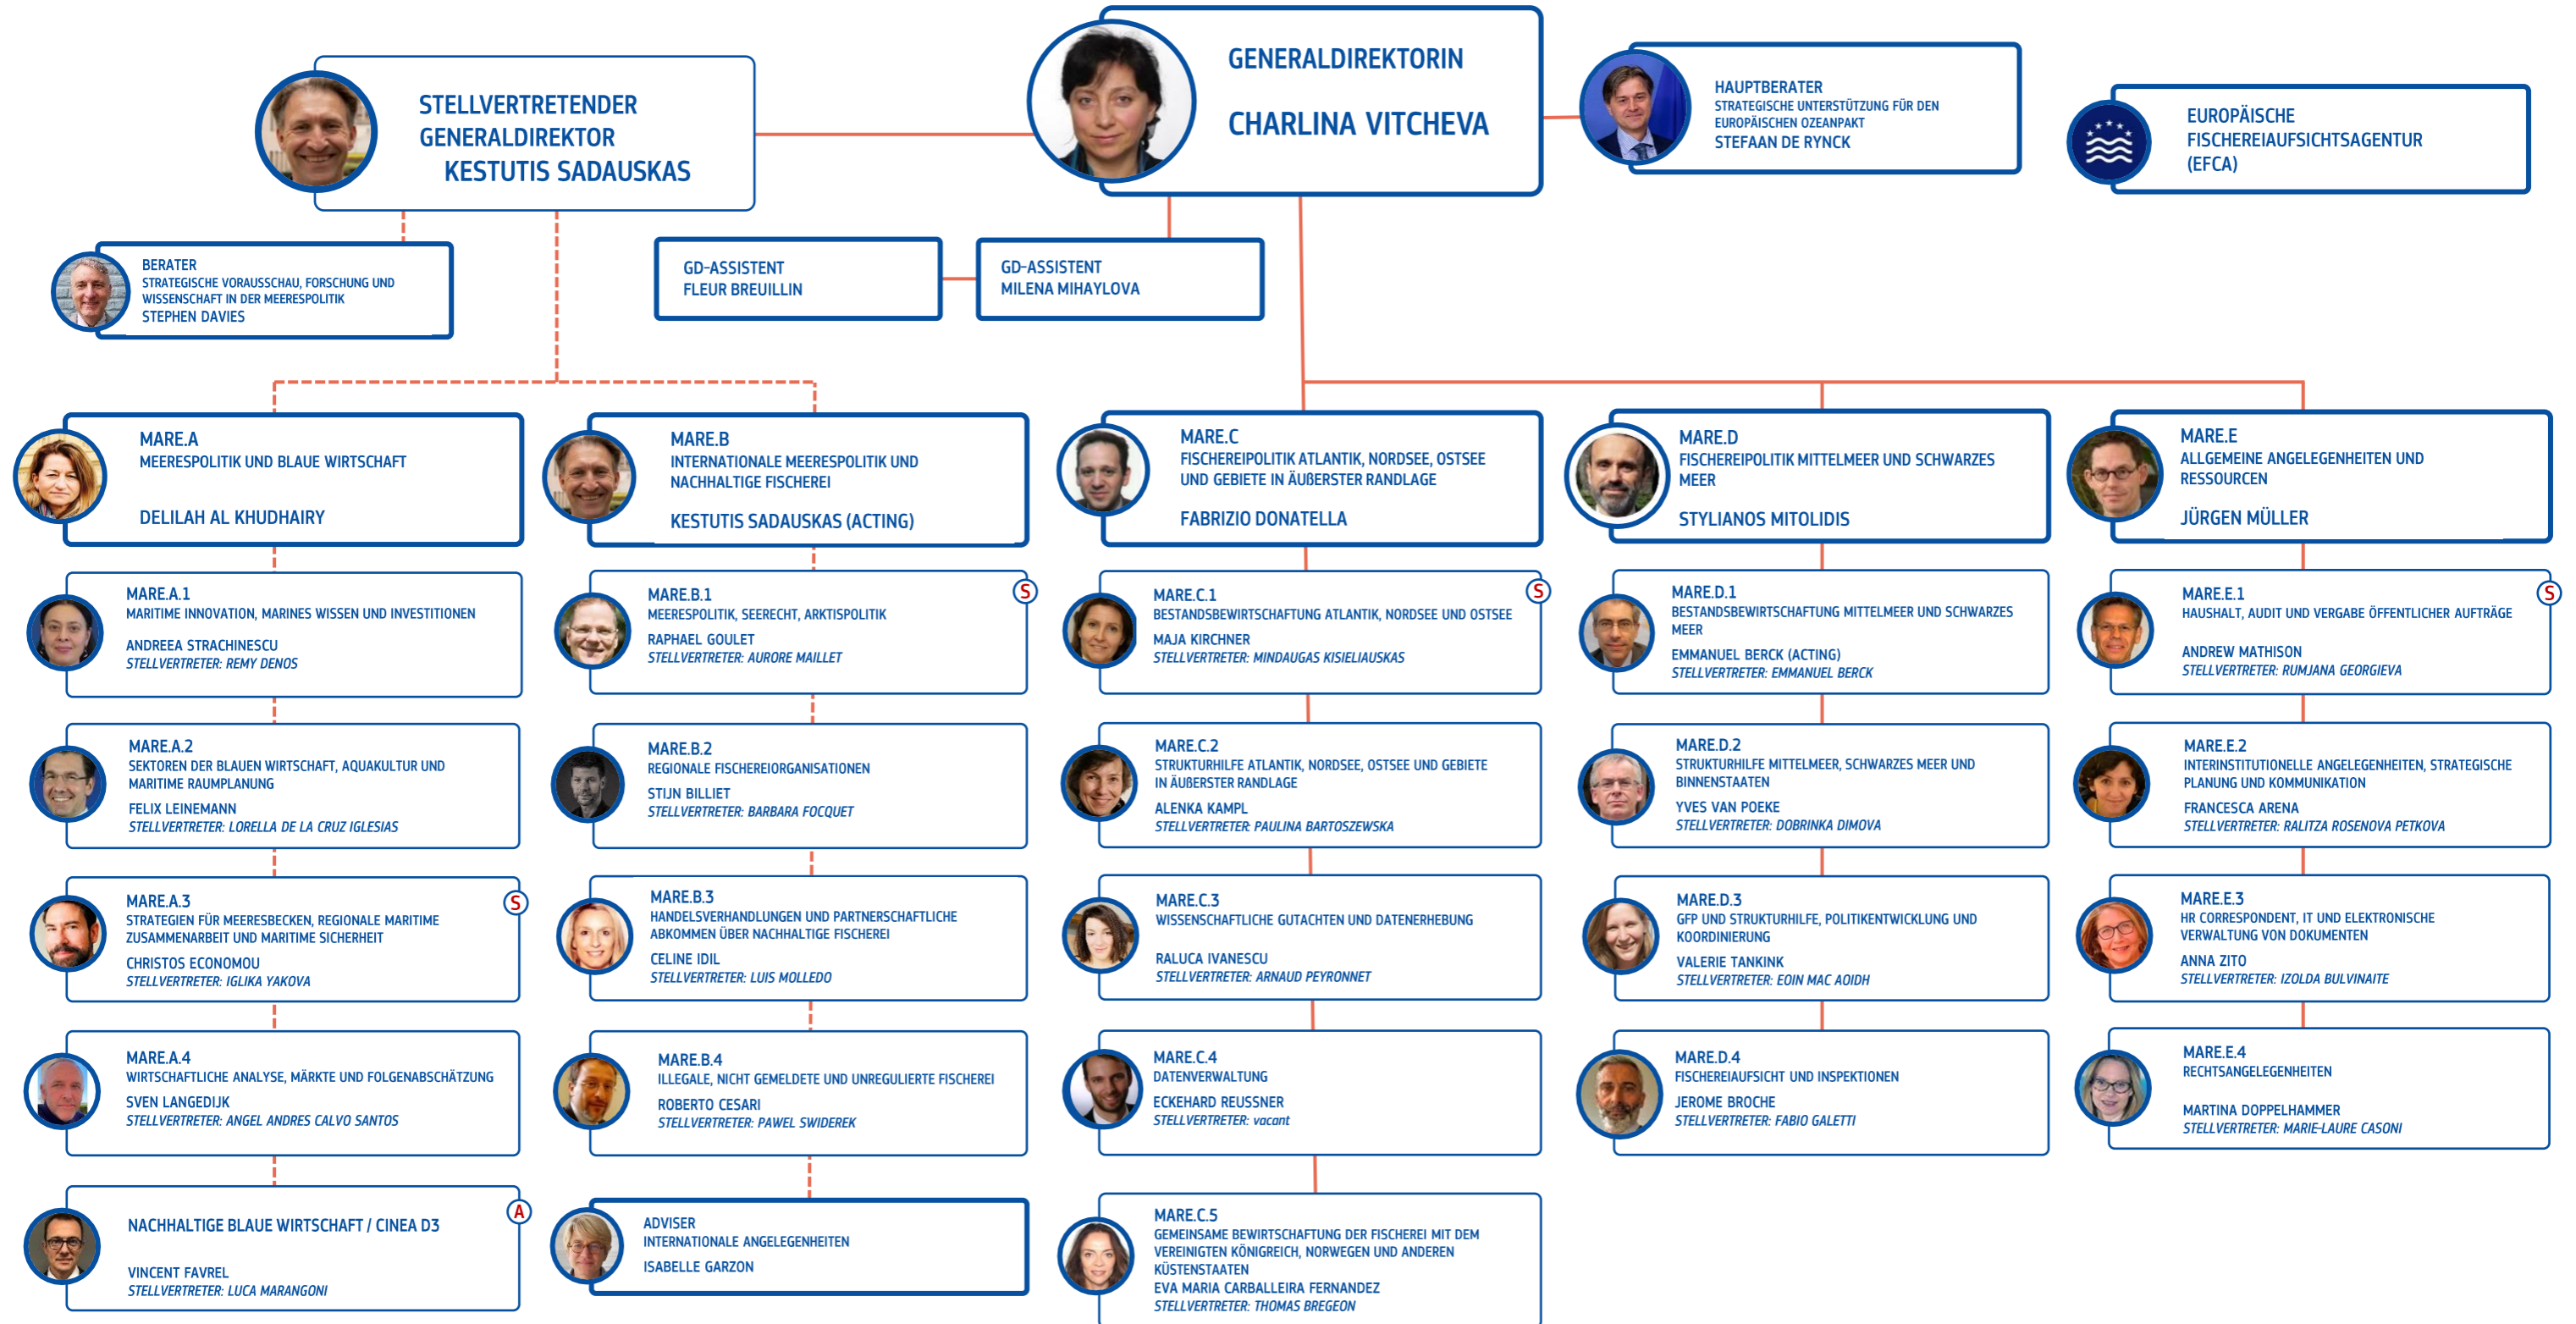 GENERALDIREKTORIN
CHARLINA VITCHEVA
STELLVERTRETENDER
GENERALDIREKTOR
KESTUTIS SADAUSKAS
HAUPTBERATER
STRATEGISCHE UNTERSTÜTZUNG FÜR DEN
EUROPÄISCHEN OZEANPAKT
STEFAAN DE RYNCK
EUROPÄISCHE
FISCHEREIAUFSICHTSAGENTUR
(EFCA)
BERATER
STRATEGISCHE VORAUSSCHAU, FORSCHUNG UND
WISSENSCHAFT IN DER MEERESPOLITIK
STEPHEN DAVIES
GD-ASSISTENT
FLEUR BREUILLIN
GD-ASSISTENT
MILENA MIHAYLOVA
MARE.A
MEERESPOLITIK UND BLAUE WIRTSCHAFT
DELILAH AL KHUDHAIRY
MARE.A.1
MARITIME INNOVATION, MARINES WISSEN UND INVESTITIONEN
ANDREEA STRACHINESCU
STELLVERTRETER: REMY DENOS
MARE.A.2
SEKTOREN DER BLAUEN WIRTSCHAFT, AQUAKULTUR UND
MARITIME RAUMPLANUNG
FELIX LEINEMANN
STELLVERTRETER: LORELLA DE LA CRUZ IGLESIAS
MARE.A.3
S
STRATEGIEN FÜR MEERESBECKEN, REGIONALE MARITIME
ZUSAMMENARBEIT UND MARITIME SICHERHEIT
CHRISTOS ECONOMOU
STELLVERTRETER: IGLIKA YAKOVA
MARE.A.4
WIRTSCHAFTLICHE ANALYSE, MÄRKTE UND FOLGENABSCHÄTZUNG
SVEN LANGEDIJK
STELLVERTRETER: ANGEL ANDRES CALVO SANTOS
A
NACHHALTIGE BLAUE WIRTSCHAFT / CINEA D3
VINCENT FAVREL
STELLVERTRETER: LUCA MARANGONI
MARE.B
INTERNATIONALE MEERESPOLITIK UND
NACHHALTIGE FISCHEREI
KESTUTIS SADAUSKAS (ACTING)
MARE.B.1
S
MEERESPOLITIK, SEERECHT, ARKTISPOLITIK
RAPHAEL GOULET
STELLVERTRETER: AURORE MAILLET
MARE.B.2
REGIONALE FISCHEREIORGANISATIONEN
STIJN BILLIET
STELLVERTRETER: BARBARA FOCQUET
MARE.B.3
HANDELSVERHANDLUNGEN UND PARTNERSCHAFTLICHE
ABKOMMEN ÜBER NACHHALTIGE FISCHEREI
CELINE IDIL
STELLVERTRETER: LUIS MOLLEDO
MARE.B.4
ILLEGALE, NICHT GEMELDETE UND UNREGULIERTE FISCHEREI
ROBERTO CESARI
STELLVERTRETER: PAWEL SWIDEREK
ADVISER
INTERNATIONALE ANGELEGENHEITEN
ISABELLE GARZON
MARE.C
FISCHEREIPOLITIK ATLANTIK, NORDSEE, OSTSEE
UND GEBIETE IN ÄUßERSTER RANDLAGE
FABRIZIO DONATELLA
MARE.C.1
S
BESTANDSBEWIRTSCHAFTUNG ATLANTIK, NORDSEE UND OSTSEE
MAJA KIRCHNER
STELLVERTRETER: MINDAUGAS KISIELIAUSKAS
MARE.C.2
STRUKTURHILFE ATLANTIK, NORDSEE, OSTSEE UND GEBIETE
IN ÄUßERSTER RANDLAGE
ALENKA KAMPL
STELLVERTRETER: PAULINA BARTOSZEWSKA
MARE.C.3
WISSENSCHAFTLICHE GUTACHTEN UND DATENERHEBUNG
RALUCA IVANESCU
STELLVERTRETER: ARNAUD PEYRONNET
MARE.C.4
DATENVERWALTUNG
ECKEHARD REUSSNER
STELLVERTRETER: vacant
MARE.C.5
GEMEINSAME BEWIRTSCHAFTUNG DER FISCHEREI MIT DEM
VEREINIGTEN KÖNIGREICH, NORWEGEN UND ANDEREN
KÜSTENSTAATEN
EVA MARIA CARBALLEIRA FERNANDEZ
STELLVERTRETER: THOMAS BREGEON
MARE.D
FISCHEREIPOLITIK MITTELMEER UND SCHWARZES
MEER
STYLIANOS MITOLIDIS
MARE.D.1
BESTANDSBEWIRTSCHAFTUNG MITTELMEER UND SCHWARZES
MEER
EMMANUEL BERCK (ACTING)
STELLVERTRETER: EMMANUEL BERCK
MARE.D.2
STRUKTURHILFE MITTELMEER, SCHWARZES MEER UND
BINNENSTAATEN
YVES VAN POEKE
STELLVERTRETER: DOBRINKA DIMOVA
MARE.D.3
GFP UND STRUKTURHILFE, POLITIKENTWICKLUNG UND
KOORDINIERUNG
VALERIE TANKINK
STELLVERTRETER: EOIN MAC AOIDH
MARE.D.4
FISCHEREIAUFSICHT UND INSPEKTIONEN
JEROME BROCHE
STELLVERTRETER: FABIO GALETTI
MARE.E
ALLGEMEINE ANGELEGENHEITEN UND
RESSOURCEN
JÜRGEN MÜLLER
MARE.E.1
S
HAUSHALT, AUDIT UND VERGABE ÖFFENTLICHER AUFTRÄGE
ANDREW MATHISON
STELLVERTRETER: RUMJANA GEORGIEVA
MARE.E.2
INTERINSTITUTIONELLE ANGELEGENHEITEN, STRATEGISCHE
PLANUNG UND KOMMUNIKATION
FRANCESCA ARENA
STELLVERTRETER: RALITZA ROSENOVA PETKOVA
MARE.E.3
HR CORRESPONDENT, IT UND ELEKTRONISCHE
VERWALTUNG VON DOKUMENTEN
ANNA ZITO
STELLVERTRETER: IZOLDA BULVINAITE
MARE.E.4
RECHTSANGELEGENHEITEN
MARTINA DOPPELHAMMER
STELLVERTRETER: MARIE-LAURE CASONI